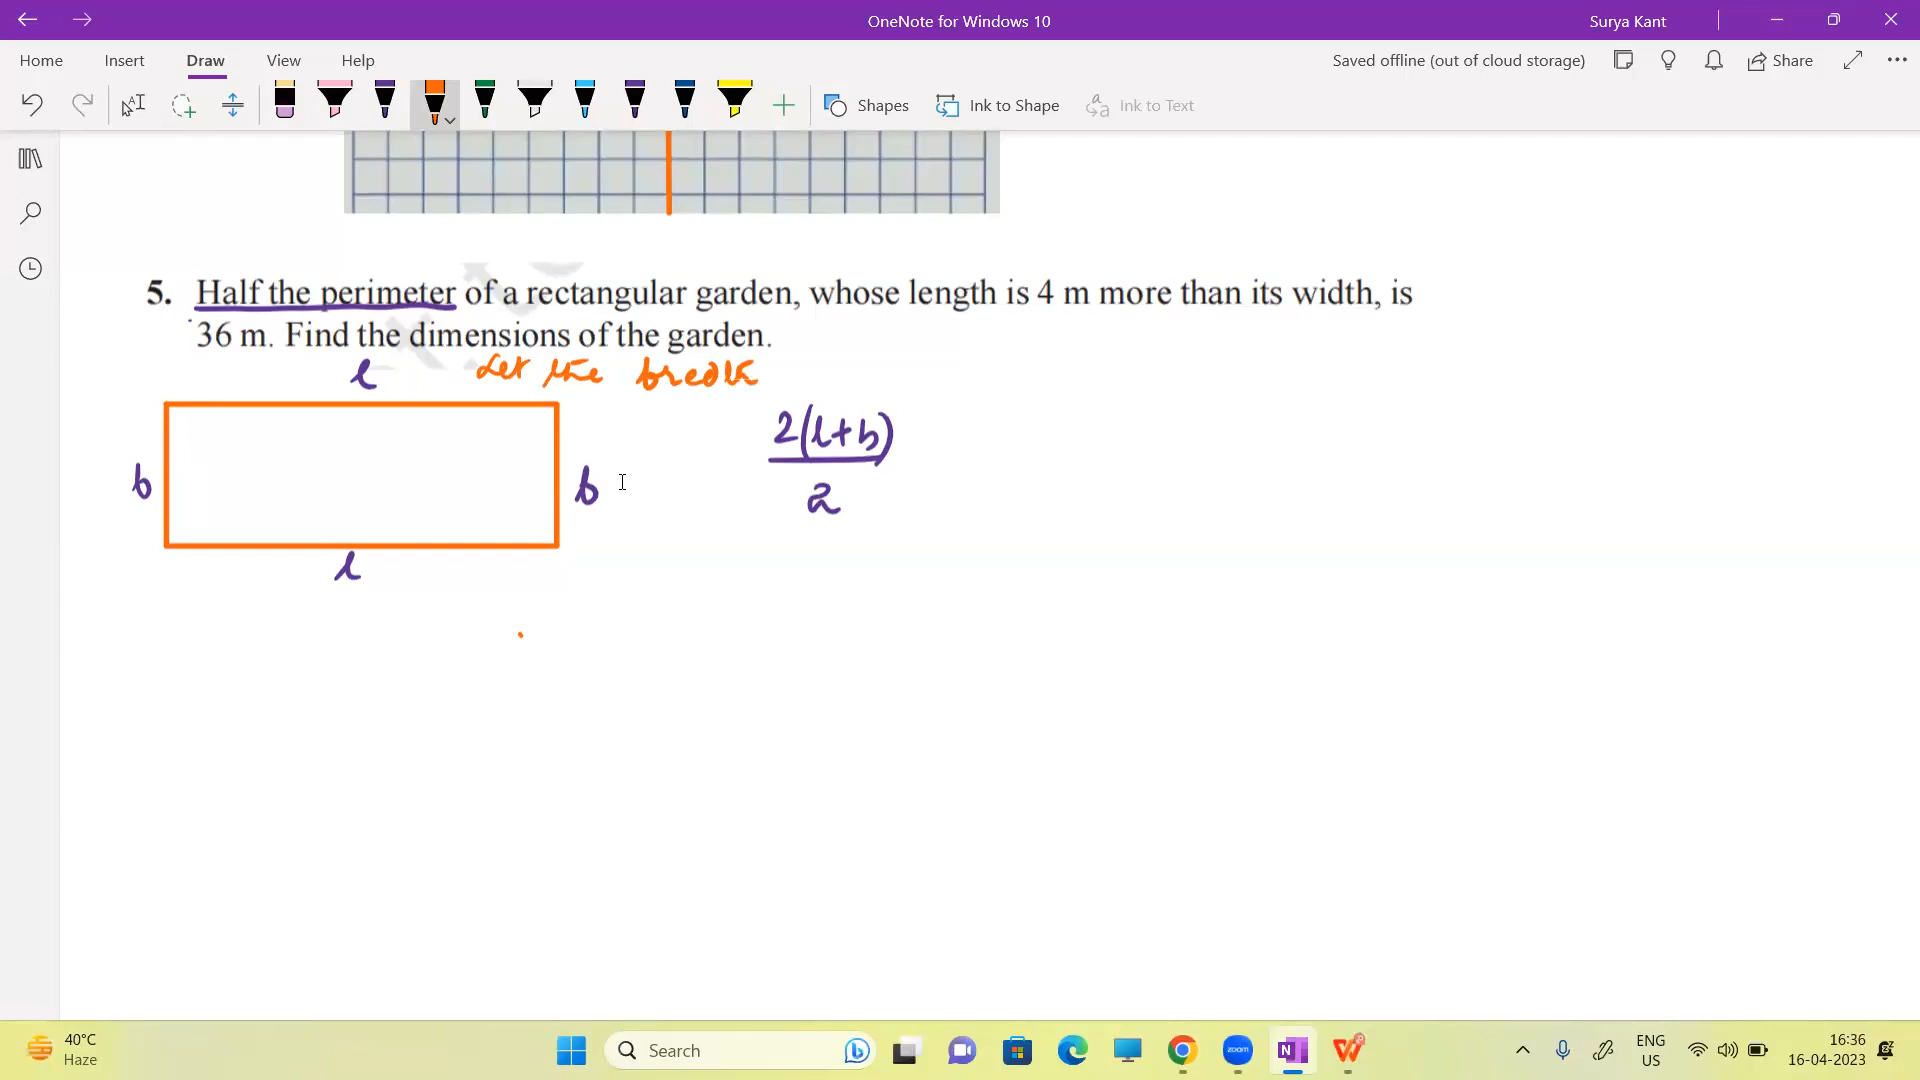 OneNote for Windows 10
Surya Kant
Home Insert Draw View Help
Saved offline (out of cloud storage)
Share
Shapes
Ink to Shape
Ink to Text
5. Half the perimeter of a rectangular garden, whose length is 4 m more than its width, is
36 m. Find the dimensions of the garden.
l
Let the breath
2(l+b)
2
b
b
l
40°C
Haze
Search
zoom
ENG
US
16:36
16-04-2023